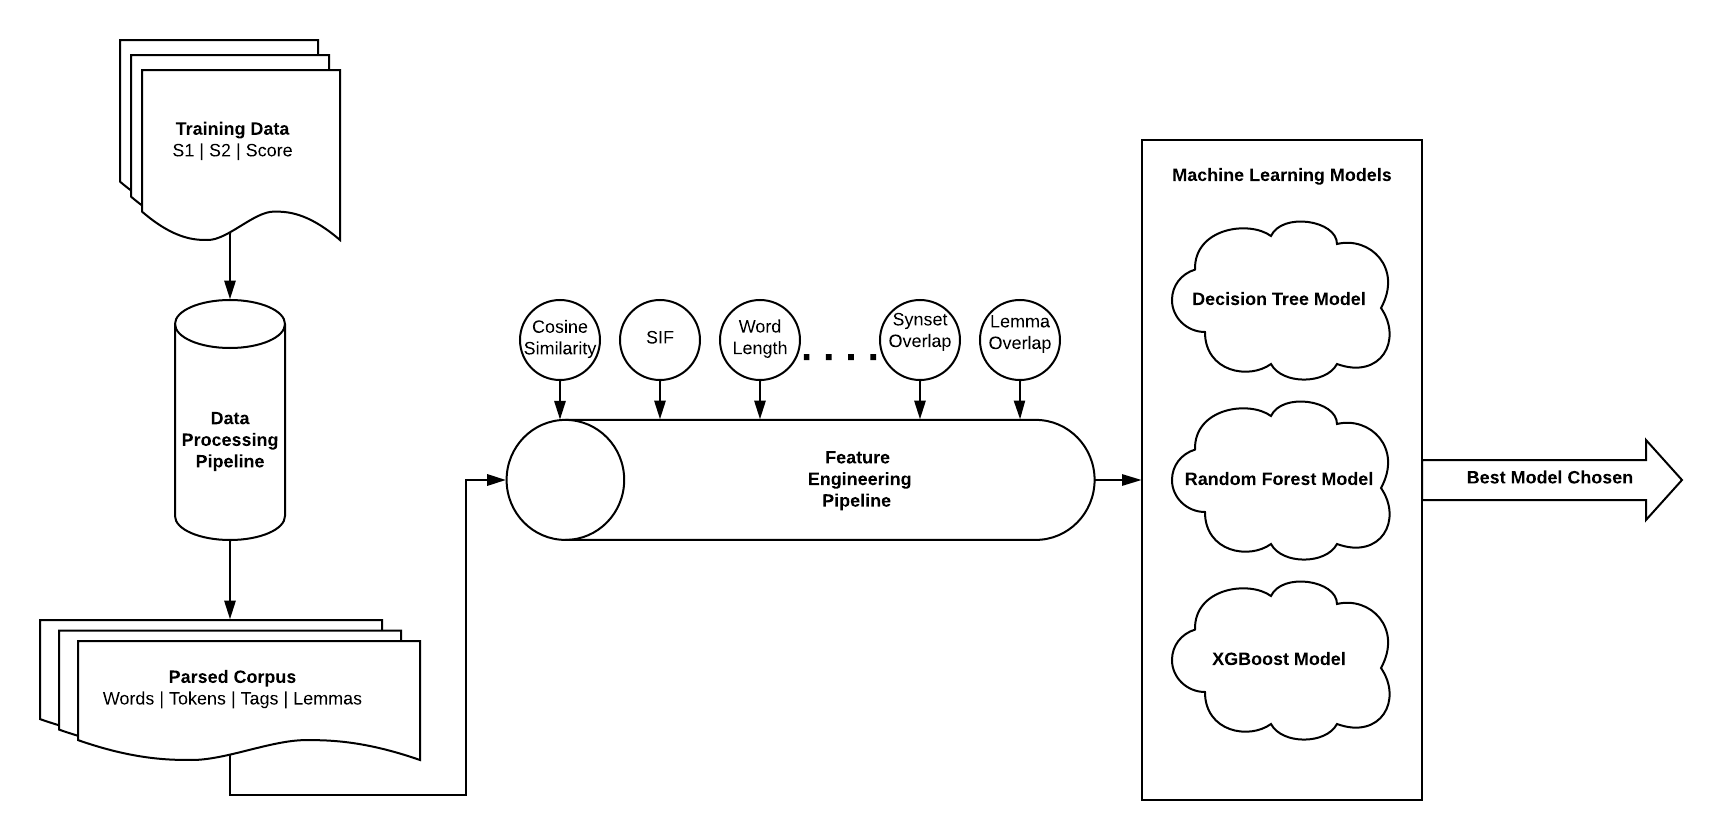 Training Data
S1 | S2 | Score
Data
Processing
Pipeline
Parsed Corpus
Words | Tokens | Tags | Lemmas
Cosine
Similarity
SIF
Word
Length
. . . .
Synset
Overlap
Lemma
Overlap
Feature
Engineering
Pipeline
Machine Learning Models
Decision Tree Model
Random Forest Model
XGBoost Model
Best Model Chosen